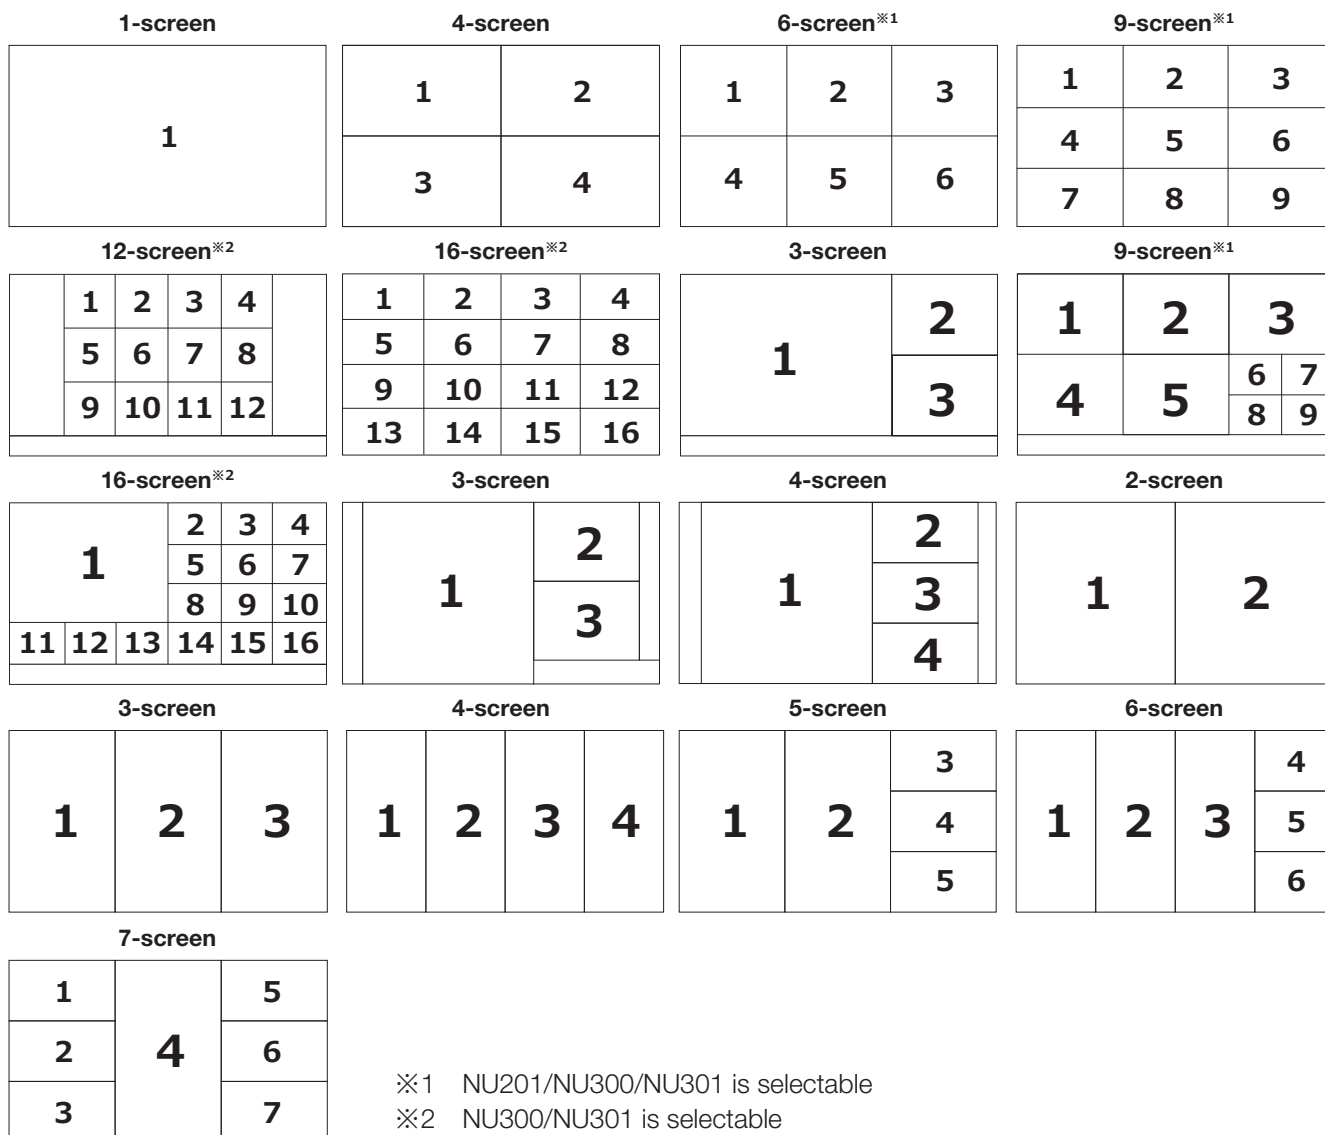 1-screen 4-screen 6-screen※1 9-screen※1
1 1 2 1 2 3 1 2 3
3 4 4 5 6 4 5 6
7 8 9
12-screen※2 16-screen※2 3-screen 9-screen※1
1 2 3 4 1 2 3 4 1 2 1 2 3
5 6 7 8 5 6 7 8 3 4 5 6 7
9 10 11 12 9 10 11 12 8 9
13 14 15 16
16-screen※2 3-screen 4-screen 2-screen
1 2 3 4 1 2 1 2 1 2
5 6 7 3 3
8 9 10 4
11 12 13 14 15 16
3-screen 4-screen 5-screen 6-screen
1 2 3 1 2 3 4 1 2 3 1 2 3 4
4 5
5 6
7-screen
1 4 5
2 6
3 7
※1 NU201/NU300/NU301 is selectable
※2 NU300/NU301 is selectable